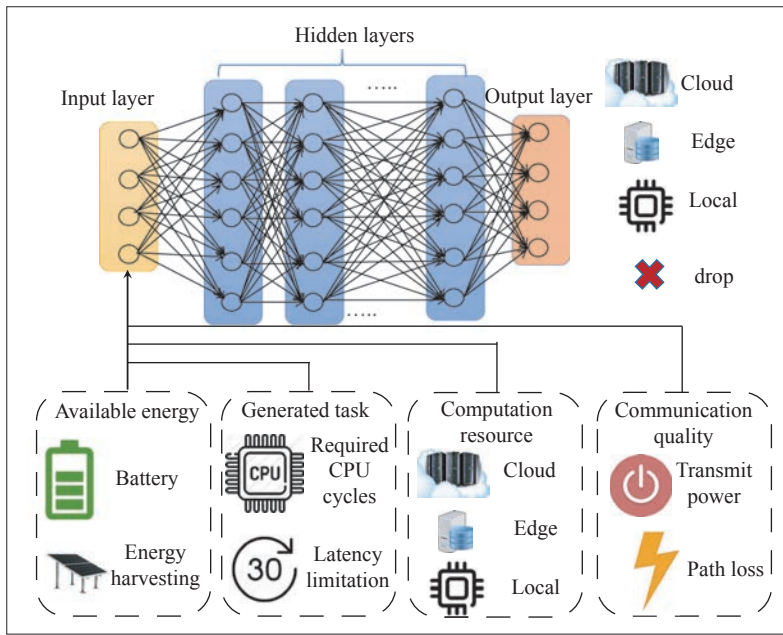 Hidden layers
.....
Input layer
Output layer
Cloud
Edge
Local
drop
.....
Available energy
Battery
Energy
harvesting
Generated task
CPU
Required
CPU
cycles
30
Latency
limitation
Computation
resource
Cloud
Edge
Local
Communication
quality
Transmit
power
Path loss